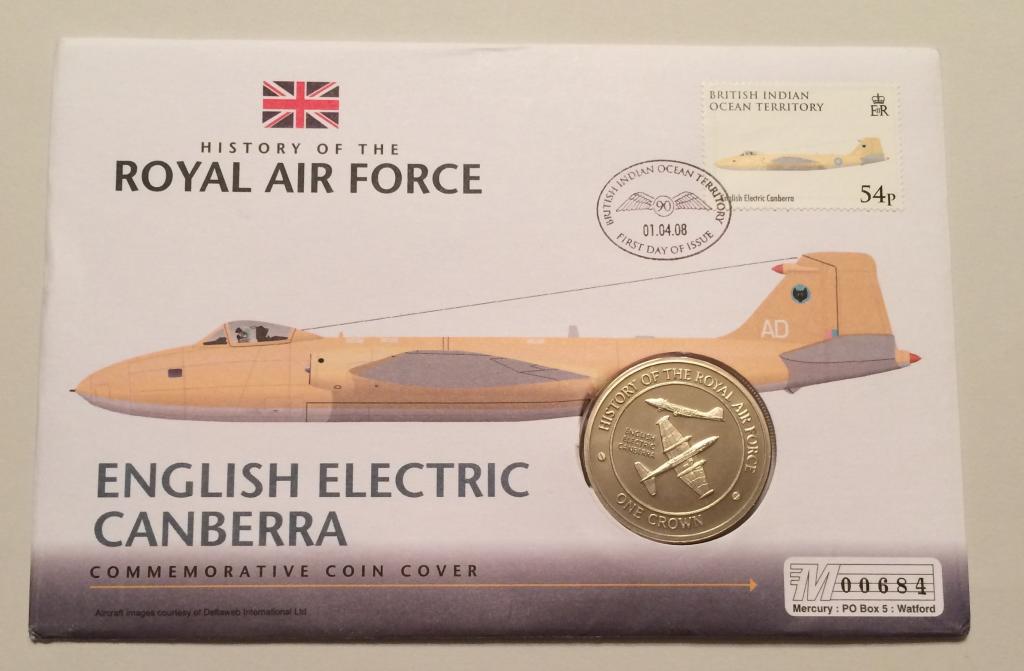 HISTORY OF THE
ROYAL AIR FORCE
BRITISH INDIAN
OCEAN TERRITORY
EIIR
English Electric Canberra
54P
BRITISH INDIAN OCEAN TERRITORY
90
01.04.08
FIRST DAY OF ISSUE
AD
HISTORY OF THE ROYAL AIR FORCE
ENGLISH
ELECTRIC
CANBERRA
ONE CROWN
ENGLISH ELECTRIC
CANBERRA
COMMEMORATIVE COIN COVER
Aircraft images courtesy of Deltaweb International Ltd
M 00684
Mercury : PO Box 5 : Watford